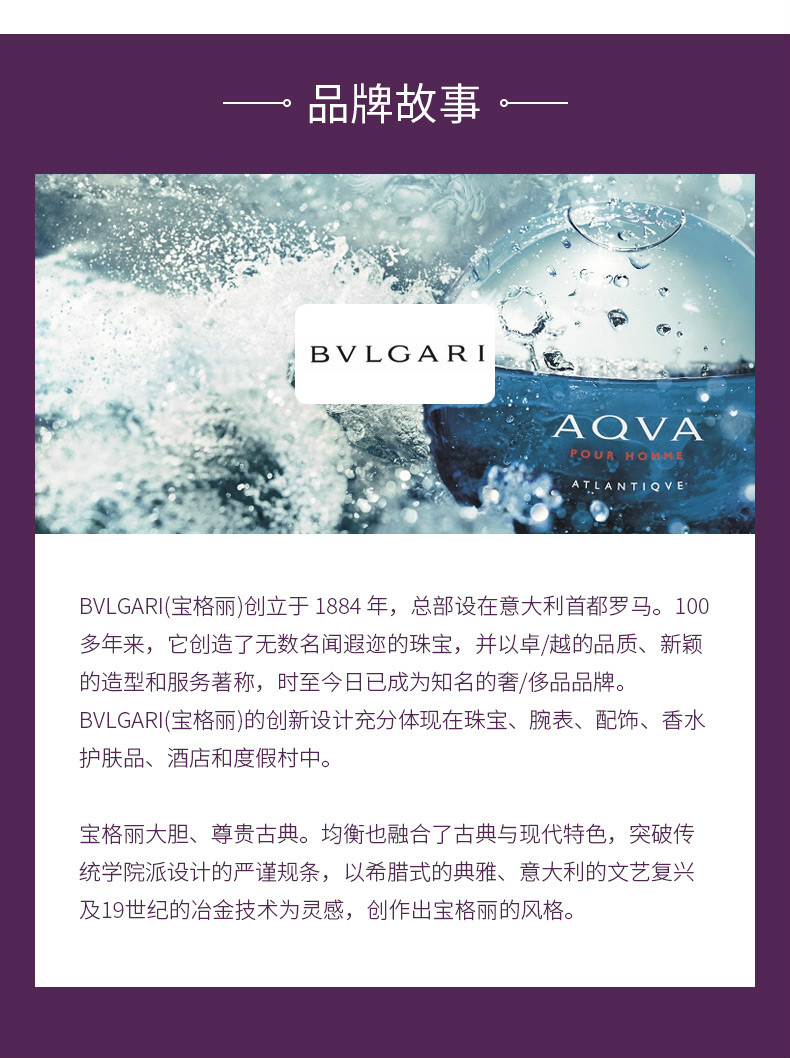 品牌故事
BVLGARI
AQVA
POUR HOMME
ATLANTIQVE
BVLGARI(宝格丽)创立于 1884 年，总部设在意大利首都罗马。100
多年来，它创造了无数名闻遐迩的珠宝，并以卓/越的品质、新颖
的造型和服务著称，时至今日已成为知名的奢/侈品品牌。
BVLGARI(宝格丽)的创新设计充分体现在珠宝、腕表、配饰、香水
护肤品、酒店和度假村中。
宝格丽大胆、尊贵古典。均衡也融合了古典与现代特色，突破传
统学院派设计的严谨规条，以希腊式的典雅、意大利的文艺复兴
及19世纪的冶金技术为灵感，创作出宝格丽的风格。